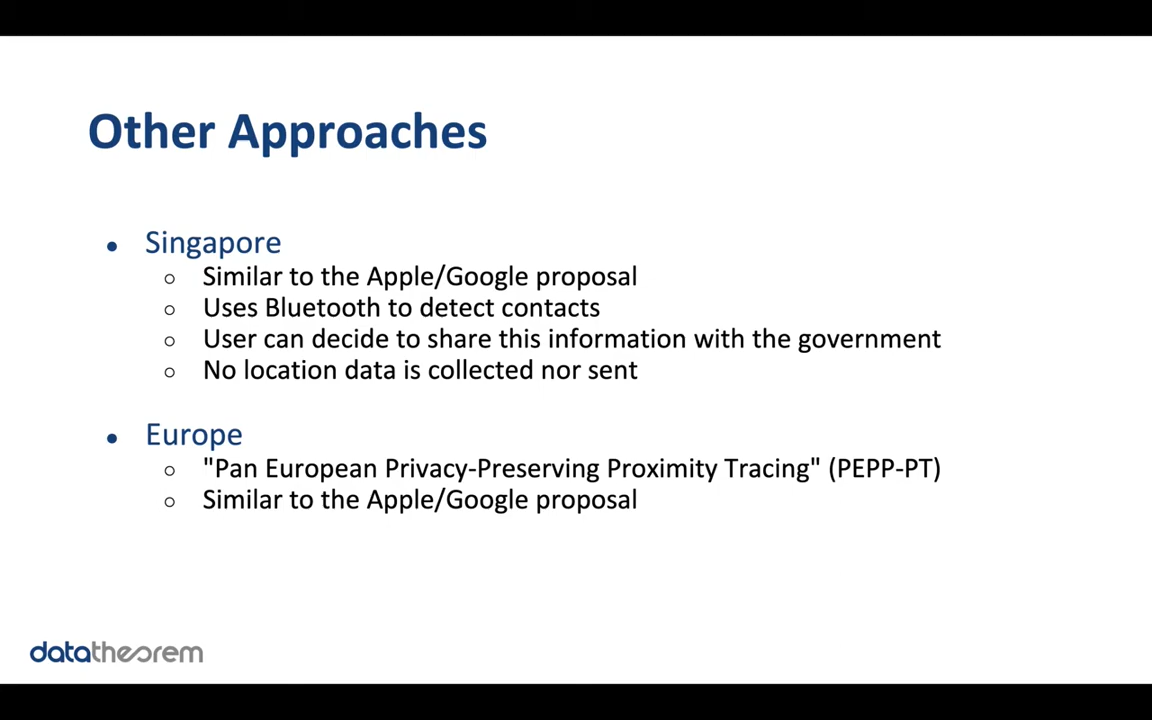 Other Approaches
● Singapore
○ Similar to the Apple/Google proposal
○ Uses Bluetooth to detect contacts
○ User can decide to share this information with the government
○ No location data is collected nor sent
● Europe
○ "Pan European Privacy-Preserving Proximity Tracing" (PEPP-PT)
○ Similar to the Apple/Google proposal
datatheorem